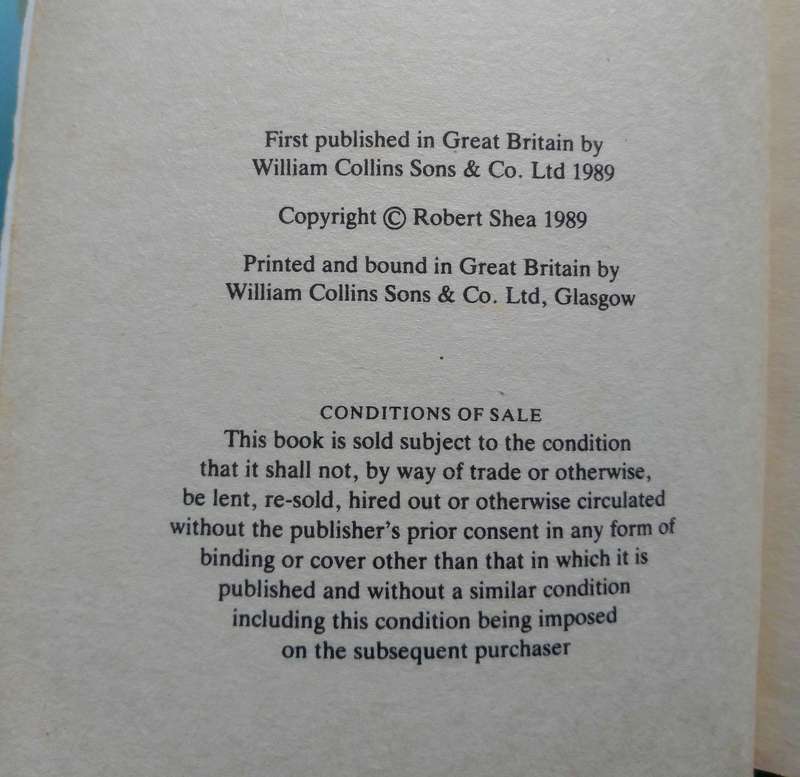 First published in Great Britain by
William Collins Sons & Co. Ltd 1989
Copyright © Robert Shea 1989
Printed and bound in Great Britain by
William Collins Sons & Co. Ltd, Glasgow
CONDITIONS OF SALE
This book is sold subject to the condition
that it shall not, by way of trade or otherwise,
be lent, re-sold, hired out or otherwise circulated
without the publisher's prior consent in any form of
binding or cover other than that in which it is
published and without a similar condition
including this condition being imposed
on the subsequent purchaser